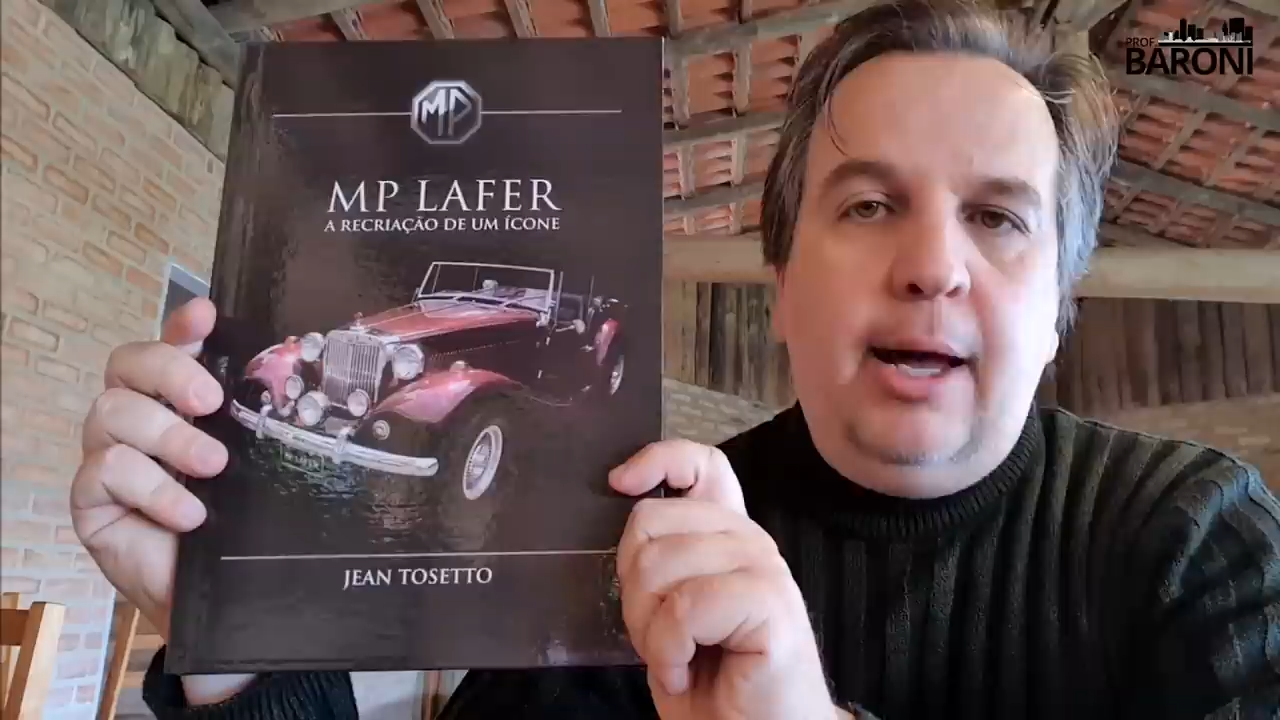 MP
MP LAFER
A RECRIAÇÃO DE UM ÍCONE
JEAN TOSETTO
PROF.
BARONI